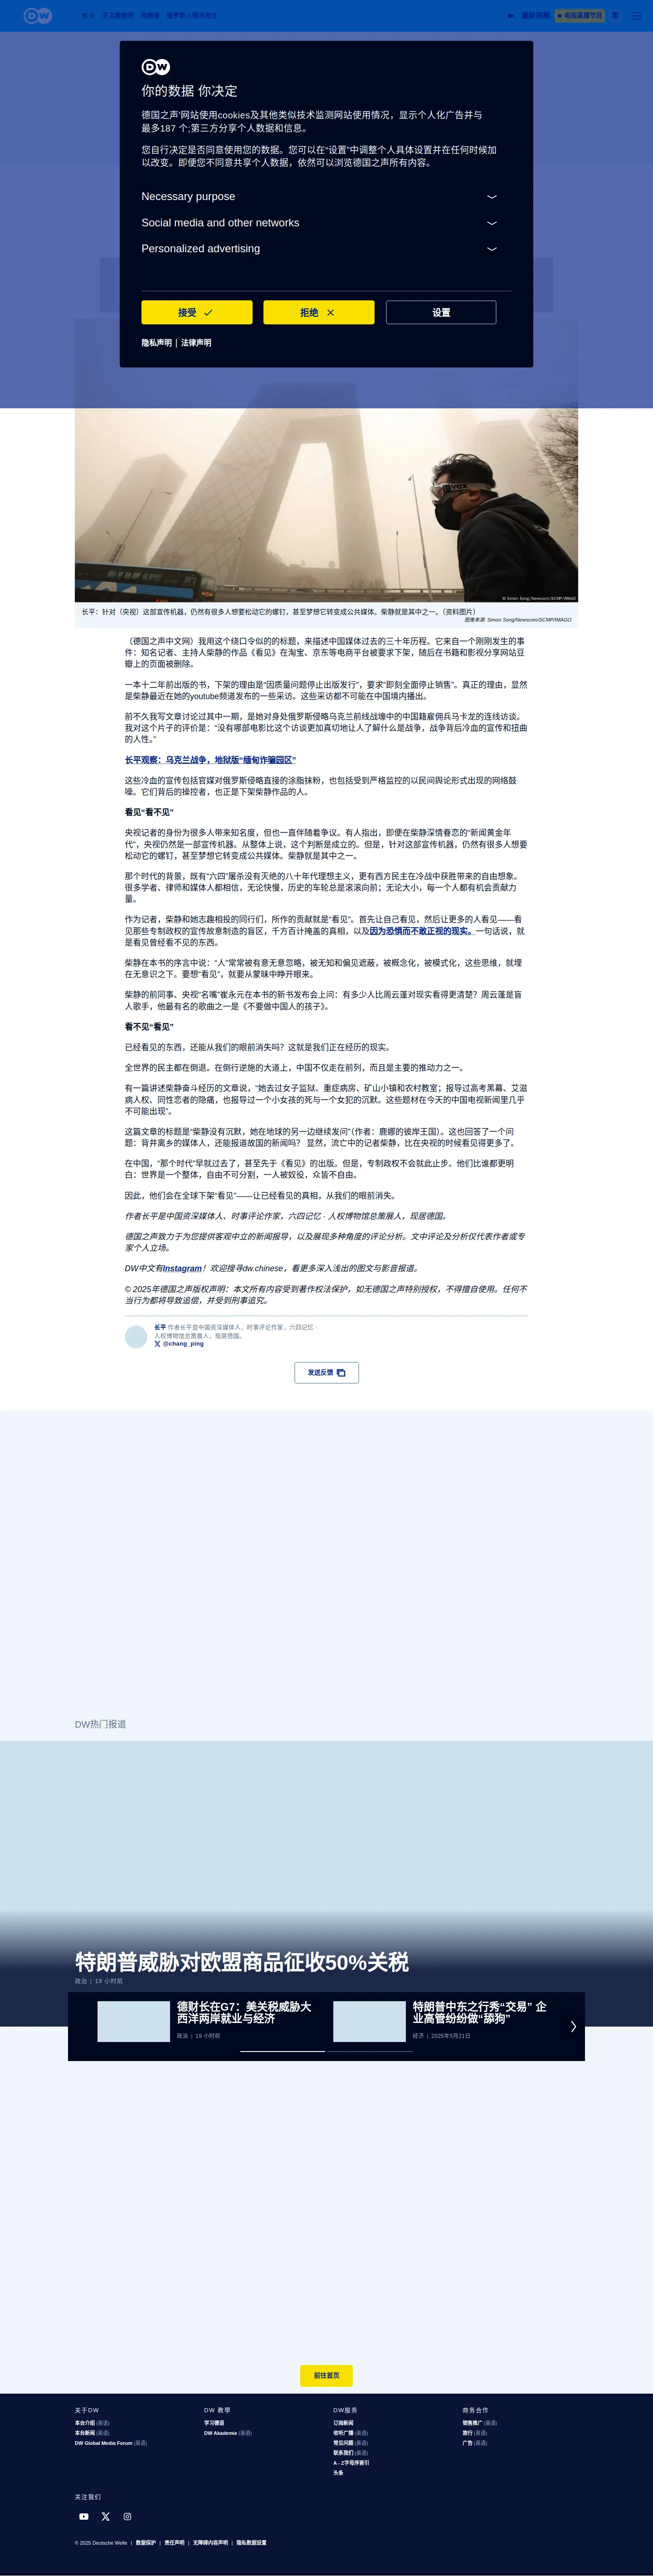 DW
热点
天主教教宗
特朗普
俄罗斯入侵乌克兰
最新视频
电视直播节目
繁
DW
你的数据 你决定
德国之声'网站使用cookies及其他类似技术监测网站使用情况，显示个人化广告并与
最多187 个;第三方分享个人数据和信息。
您自行决定是否同意使用您的数据。您可以在“设置”中调整个人具体设置并在任何时候加
以改变。即便您不同意共享个人数据，依然可以浏览德国之声所有内容。
Necessary purpose
Social media and other networks
Personalized advertising
接受
拒绝
设置
隐私声明 | 法律声明
© Simon Song/Newscom/SCMP/IMAGO
长平：针对（央视）这部宣传机器，仍然有很多人想要松动它的螺钉，甚至梦想它转变成公共媒体。柴静就是其中之一。（资料图片）
图像来源: Simon Song/Newscom/SCMP/IMAGO
（德国之声中文网）我用这个绕口令似的的标题，来描述中国媒体过去的三十年历程。它来自一个刚刚发生的事
件：知名记者、主持人柴静的作品《看见》在淘宝、京东等电商平台被要求下架，随后在书籍和影视分享网站豆
瓣上的页面被删除。
一本十二年前出版的书，下架的理由是“因质量问题停止出版发行”，要求“即刻全面停止销售”。真正的理由，显然
是柴静最近在她的youtube频道发布的一些采访。这些采访都不可能在中国境内播出。
前不久我写文章讨论过其中一期，是她对身处俄罗斯侵略乌克兰前线战壕中的中国籍雇佣兵马卡龙的连线访谈。
我对这个片子的评价是：“没有哪部电影比这个访谈更加真切地让人了解什么是战争，战争背后冷血的宣传和扭曲
的人性。”
长平观察：乌克兰战争，地狱版“缅甸诈骗园区”
这些冷血的宣传包括官媒对俄罗斯侵略直接的涂脂抹粉，也包括受到严格监控的以民间舆论形式出现的网络鼓
噪。它们背后的操控者，也正是下架柴静作品的人。
看见“看不见”
央视记者的身份为很多人带来知名度，但也一直伴随着争议。有人指出，即便在柴静深情眷恋的“新闻黄金年
代”，央视仍然是一部宣传机器。从整体上说，这个判断是成立的。但是，针对这部宣传机器，仍然有很多人想要
松动它的螺钉，甚至梦想它转变成公共媒体。柴静就是其中之一。
那个时代的背景，既有“六四”屠杀没有灭绝的八十年代理想主义，更有西方民主在冷战中获胜带来的自由想象。
很多学者、律师和媒体人都相信，无论快慢，历史的车轮总是滚滚向前；无论大小，每一个人都有机会贡献力
量。
作为记者，柴静和她志趣相投的同行们，所作的贡献就是“看见”。首先让自己看见，然后让更多的人看见——看
见那些专制政权的宣传故意制造的盲区，千方百计掩盖的真相，以及因为恐惧而不敢正视的现实。一句话说，就
是看见曾经看不见的东西。
柴静在本书的序言中说：“人”常常被有意无意忽略，被无知和偏见遮蔽，被概念化，被模式化，这些思维，就埋
在无意识之下。要想“看见”，就要从蒙昧中睁开眼来。
柴静的前同事、央视“名嘴”崔永元在本书的新书发布会上问：有多少人比周云蓬对现实看得更清楚？周云蓬是盲
人歌手，他最有名的歌曲之一是《不要做中国人的孩子》。
看不见“看见”
已经看见的东西，还能从我们的眼前消失吗？这就是我们正在经历的现实。
全世界的民主都在倒退。在倒行逆施的大道上，中国不仅走在前列，而且是主要的推动力之一。
有一篇讲述柴静奋斗经历的文章说，“她去过女子监狱、重症病房、矿山小镇和农村教室；报导过高考黑幕、艾滋
病人权、同性恋者的隐痛，也报导过一个小女孩的死与一个女犯的沉默。这些题材在今天的中国电视新闻里几乎
不可能出现”。
这篇文章的标题是“柴静没有沉默，她在地球的另一边继续发问”（作者：鹿娜的彼岸王国）。这也回答了一个问
题：背井离乡的媒体人，还能报道故国的新闻吗？ 显然，流亡中的记者柴静，比在央视的时候看见得更多了。
在中国，“那个时代”早就过去了，甚至先于《看见》的出版。但是，专制政权不会就此止步。他们比谁都更明
白：世界是一个整体，自由不可分割，一人被奴役，众皆不自由。
因此，他们会在全球下架“看见”——让已经看见的真相，从我们的眼前消失。
作者长平是中国资深媒体人、时事评论作家，六四记忆 · 人权博物馆总策展人，现居德国。
德国之声致力于为您提供客观中立的新闻报导，以及展现多种角度的评论分析。文中评论及分析仅代表作者或专
家个人立场。
DW中文有Instagram！欢迎搜寻dw.chinese，看更多深入浅出的图文与影音报道。
© 2025年德国之声版权声明：本文所有内容受到著作权法保护，如无德国之声特别授权，不得擅自使用。任何不
当行为都将导致追偿，并受到刑事追究。
长平 作者长平是中国资深媒体人、时事评论作家，六四记忆 ·
人权博物馆总策展人，现居德国。
@chang_ping
发送反馈
DW热门报道
特朗普威胁对欧盟商品征收50%关税
政治 | 19 小时前
德财长在G7：美关税威胁大
西洋两岸就业与经济
政治 | 19 小时前
特朗普中东之行秀“交易” 企
业高管纷纷做“舔狗”
经济 | 2025年5月21日
前往首页
关于DW
本台介绍 (英语)
本台新闻 (英语)
DW Global Media Forum (英语)
DW 教學
学习德语
DW Akademie (英语)
DW服务
订阅新闻
收听广播 (英语)
常见问题 (英语)
联系我们 (英语)
A - Z字母序索引
头条
商务合作
销售推广 (英语)
旅行 (英语)
广告 (英语)
关注我们
© 2025 Deutsche Welle | 数据保护 | 责任声明 | 无障碍内容声明 | 隐私数据设置